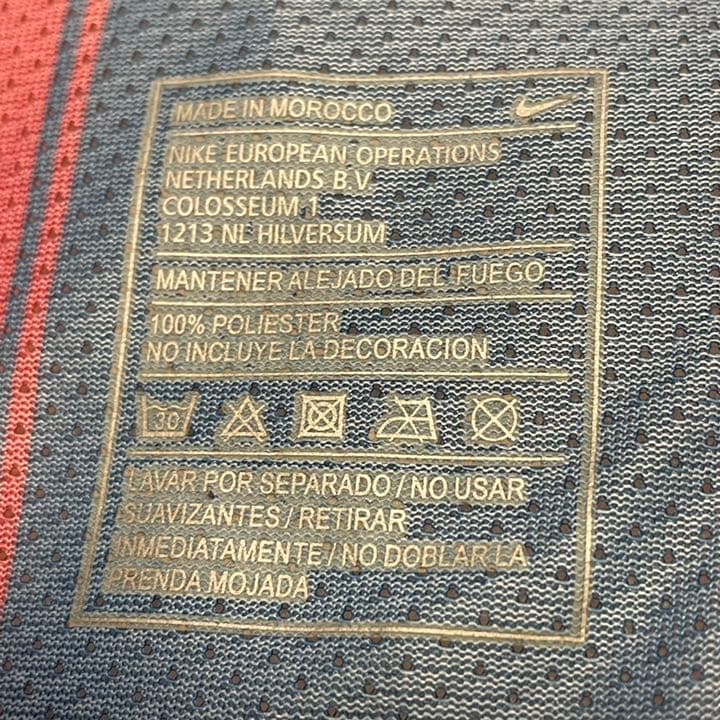 MADE IN MOROCCO
NIKE EUROPEAN OPERATIONS
NETHERLANDS B.V.
COLOSSEUM 1
1213 NL HILVERSUM
MANTENER ALEJADO DEL FUEGO
100% POLIESTER
NO INCLUYE LA DECORACION
30
LAVAR POR SEPARADO / NO USAR
SUAVIZANTES / RETIRAR
INMEDIATAMENTE / NO DOBLAR LA
PRENDA MOJADA